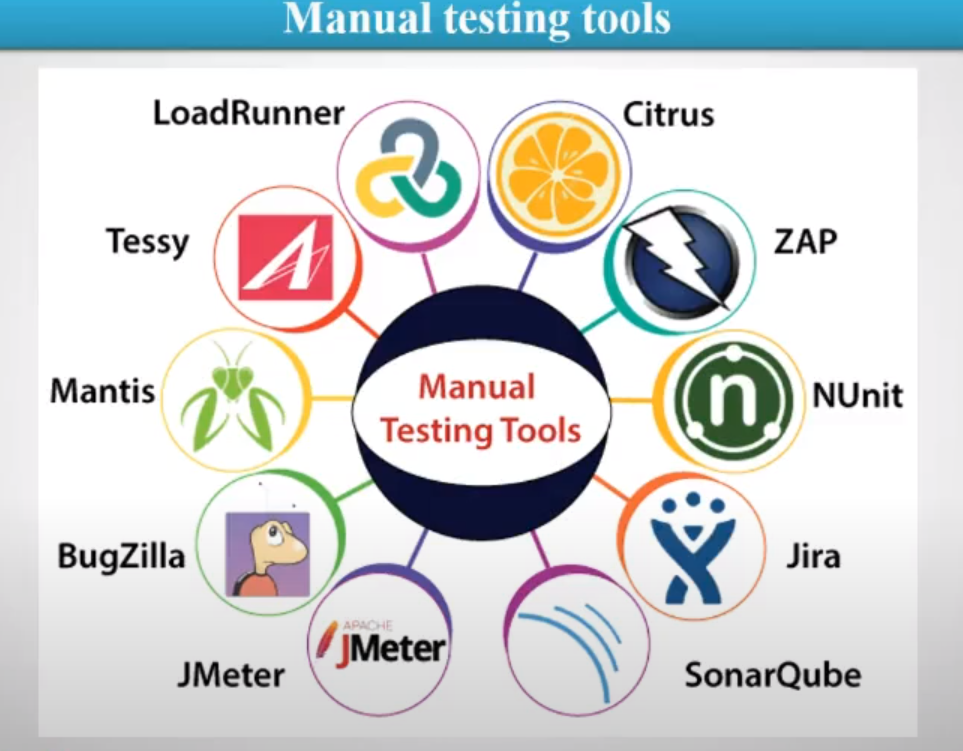 Manual testing tools
LoadRunner
Citrus
Tessy
ZAP
Manual
Testing Tools
Mantis
n
NUnit
BugZilla
Jira
APACHE
JMeter
JMeter
SonarQube